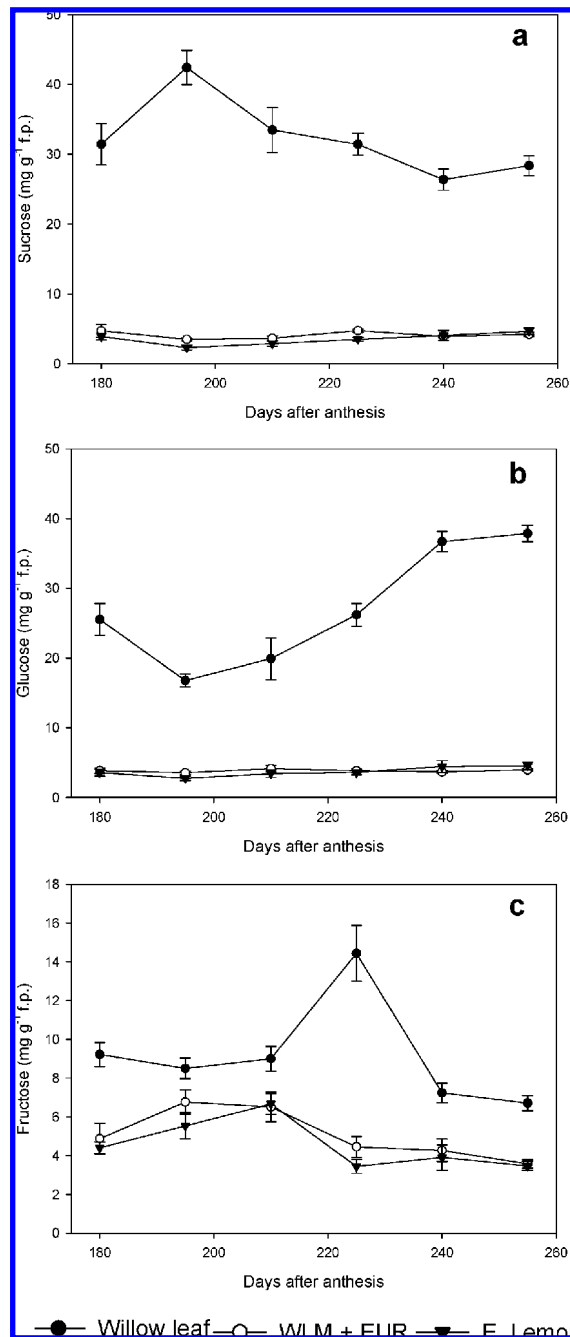 a
50
40
30
20
10
0
Sucrose (mg g⁻¹ f.p.)
180 200 220 240 260
Days after anthesis
b
50
40
30
20
10
0
Glucose (mg g⁻¹ f.p.)
180 200 220 240 260
Days after anthesis
c
18
16
14
12
10
8
6
4
2
0
Fructose (mg g⁻¹ f.p.)
180 200 220 240 260
Days after anthesis
Willow leaf WLM + EUR E. Lemo